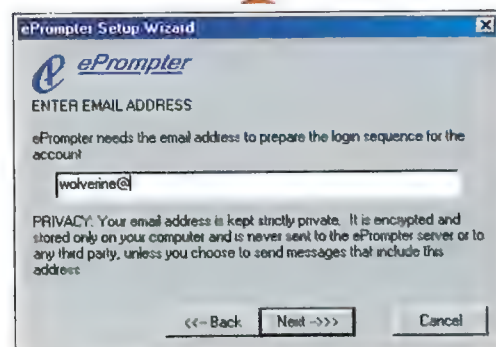 ePrompter Setup Wizard
ePrompter
ENTER EMAIL ADDRESS
ePrompter needs the email address to prepare the login sequence for the
account
wolverine@
PRIVACY: Your email address is kept strictly private. It is encrypted and
stored only on your computer and is never sent to the ePrompter server or to
any third party, unless you choose to send messages that include this
address
<<- Back Next ->>> Cancel